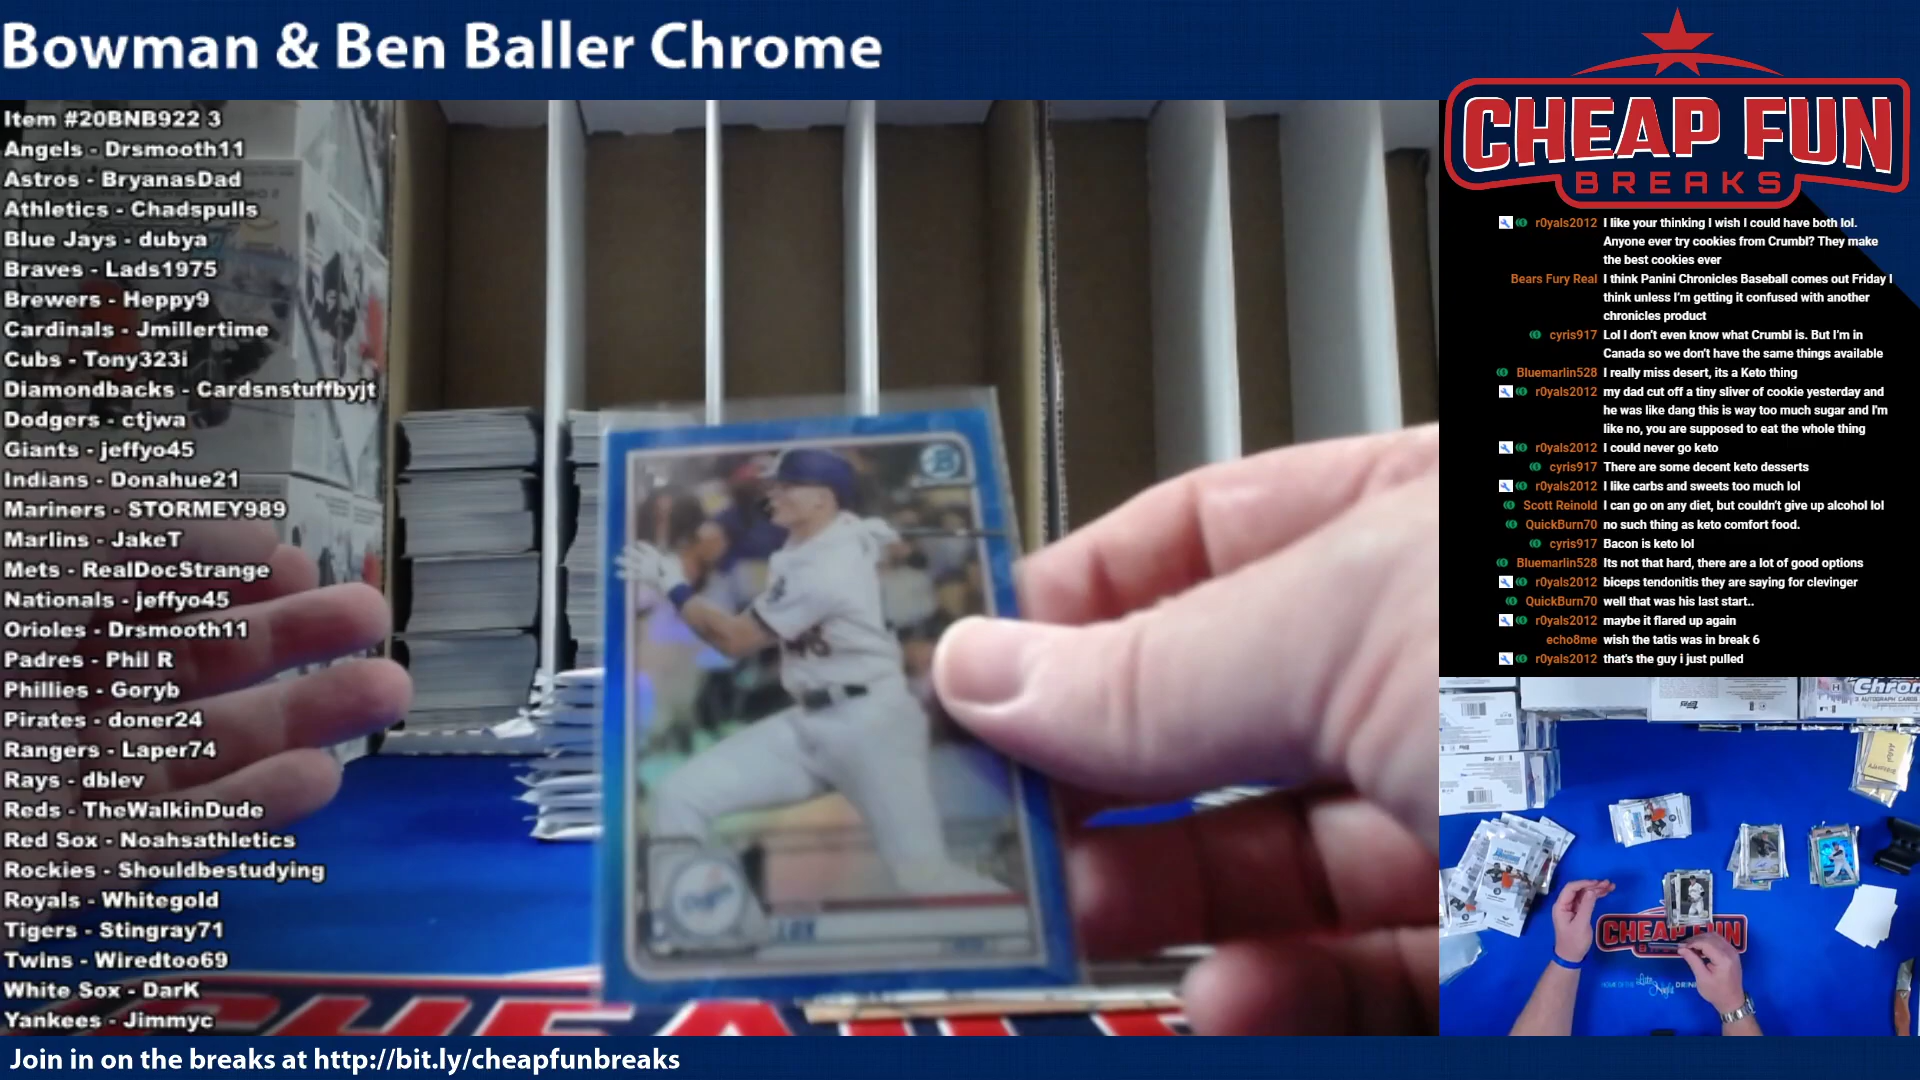 Bowman & Ben Baller Chrome
CHEAP FUN
BREAKS
Item #20BNB922 3
Angels - Drsmooth11
Astros - BryanasDad
Athletics - Chadspulls
Blue Jays - dubya
Braves - Lads1975
Brewers - Heppy9
Cardinals - Jmillertime
Cubs - Tony323i
Diamondbacks - Cardsnstuffbyjt
Dodgers - ctjwa
Giants - jeffyo45
Indians - Donahue21
Mariners - STORMEY989
Marlins - JakeT
Mets - RealDocStrange
Nationals - jeffyo45
Orioles - Drsmooth11
Padres - Phil R
Phillies - Goryb
Pirates - doner24
Rangers - Laper74
Rays - dblev
Reds - TheWalkinDude
Red Sox - Noahsathletics
Rockies - Shouldbestudying
Royals - Whitegold
Tigers - Stingray71
Twins - Wiredtoo69
White Sox - DarK
Yankees - Jimmyc
LUX
r0yals2012 I like your thinking I wish I could have both lol.
Anyone ever try cookies from Crumbl? They make
the best cookies ever
Bears Fury Real I think Panini Chronicles Baseball comes out Friday I
think unless I'm getting it confused with another
chronicles product
cyris917 Lol I don't even know what Crumbl is. But I'm in
Canada so we don't have the same things available
Bluemarlin528 I really miss desert, its a Keto thing
r0yals2012 my dad cut off a tiny sliver of cookie yesterday and
he was like dang this is way too much sugar and I'm
like no, you are supposed to eat the whole thing
r0yals2012 I could never go keto
cyris917 There are some decent keto desserts
r0yals2012 I like carbs and sweets too much lol
Scott Reinold I can go on any diet, but couldn't give up alcohol lol
QuickBurn70 no such thing as keto comfort food.
cyris917 Bacon is keto lol
Bluemarlin528 Its not that hard, there are a lot of good options
r0yals2012 biceps tendonitis they are saying for clevinger
QuickBurn70 well that was his last start..
r0yals2012 maybe it flared up again
echo8me wish the tatis was in break 6
r0yals2012 that's the guy i just pulled
Chrom
CHEAP FUN
Join in on the breaks at http://bit.ly/cheapfunbreaks